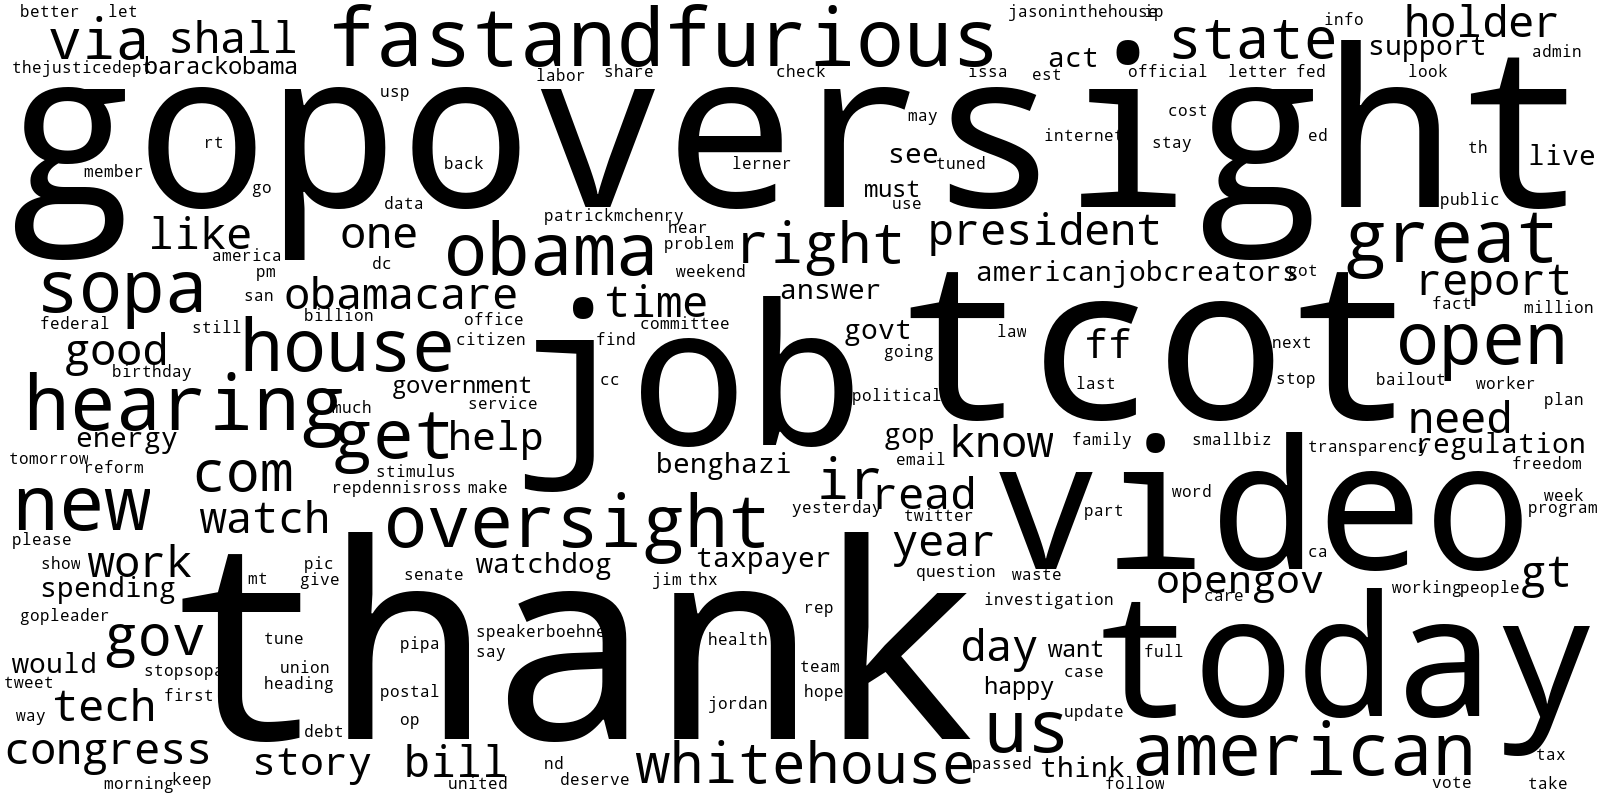 better let fastandfurious jasoninthehouse ip info holder
via shall state support
thejusticedept barackobama labor share check issa est act official letter fed look admin
gopoversight
usp may cost
rt internet stay ed
member back lerner see tuned th live
go must
data use public
patrickmchenry
like one obama hear right president great
america problem
pm dc weekend americanjobcreators got report
sopa san obamacare time answer fact million
federal still billion office committee
good house citizen job find govt tcot law ff open
birthday going next
hearing government cc last stop bailout worker
much service political plan
energy get help gop know family smallbiz need
tomorrow reform benghazi email transparency regulation
com stimulus ir video freedom
new repdennisross make read word week
watch oversight yesterday twitter part program
please year
show work pic watchdog taxpayer ca
spending mt give senate jim thx question waste opengov gt
thank investigation care working people
gopleader rep today
gov tune pipa speakerboehner health day want full
would stopsopa union say team case
tweet heading happy
tech first postal hope
way op jordan us update
debt
congress story bill whitehouse american
nd passed think tax
morning keep united deserve follow vote take